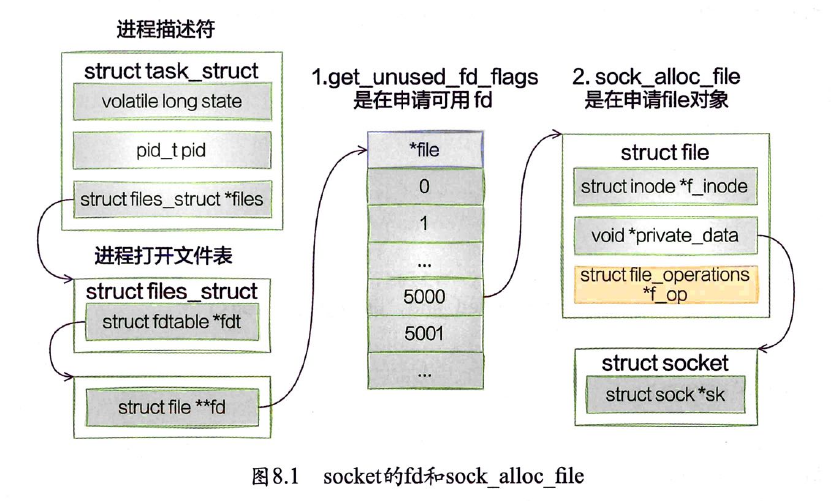 进程描述符
struct task_struct
volatile long state
pid_t pid
struct files_struct *files
进程打开文件表
struct files_struct
struct fdtable *fdt
struct file **fd
1.get_unused_fd_flags
是在申请可用 fd
*file
0
1
...
5000
5001
...
2. sock_alloc_file
是在申请file对象
struct file
struct inode *f_inode
void *private_data
struct file_operations
*f_op
struct socket
struct sock *sk
图8.1 socket的fd和sock_alloc_file